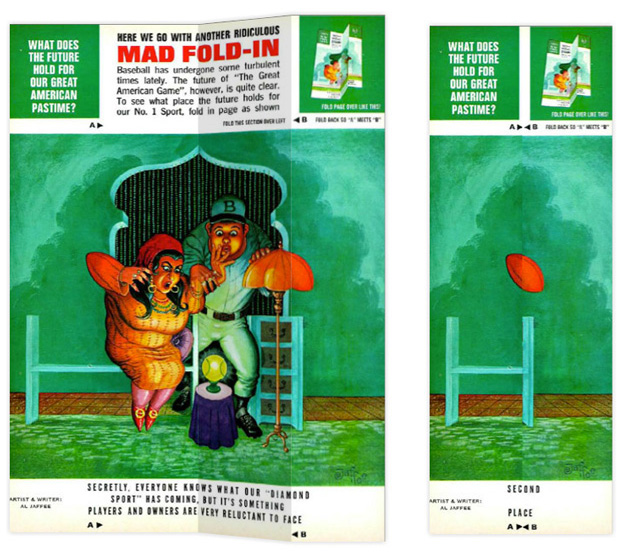 WHAT DOES
THE FUTURE
HOLD FOR
OUR GREAT
AMERICAN
PASTIME?
A▶
HERE WE GO WITH ANOTHER RIDICULOUS
MAD FOLD-IN
Baseball has undergone some turbulent
times lately. The future of "The Great
American Game", however, is quite clear.
To see what place the future holds for
our No. 1 Sport, fold in page as shown
FOLD THIS SECTION OVER LEFT
FOLD PAGE OVER LIKE THIS!
◀B FOLD BACK SO "A" MEETS "B"
B
SECRETLY, EVERYONE KNOWS WHAT OUR "DIAMOND
SPORT" HAS COMING, BUT IT'S SOMETHING
PLAYERS AND OWNERS ARE VERY RELUCTANT TO FACE
ARTIST & WRITER:
AL JAFFEE
A▶
◀B
WHAT DOES
THE FUTURE
HOLD FOR
OUR GREAT
AMERICAN
PASTIME?
FOLD PAGE OVER LIKE THIS!
A▶◀B FOLD BACK SO "A" MEETS "B"
SECOND
ARTIST & WRITER:
AL JAFFEE
PLACE
A▶◀B